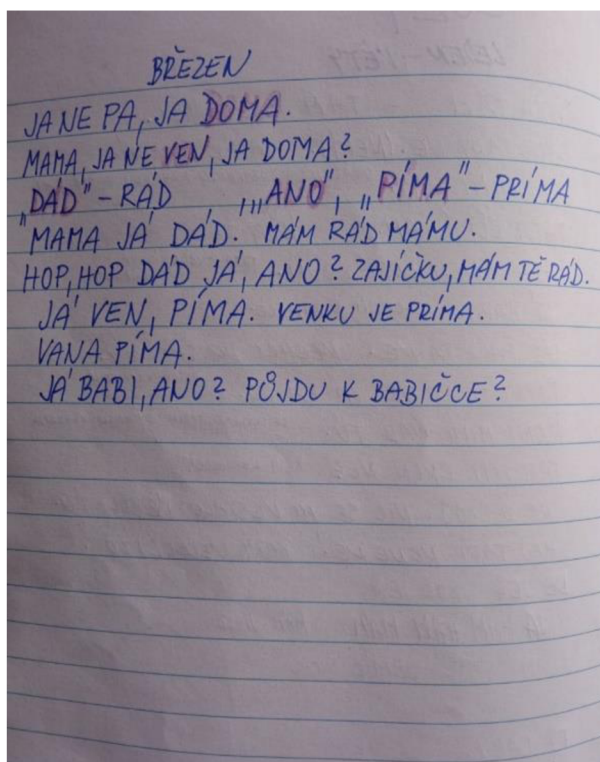 BŘEZEN
JA NE PA, JA DOMA.
MAMA, JA NE VEN, JA DOMA?
„DÁD" – RÁD , „ANO", „PÍMA" – PRÍMA
MAMA JÁ DÁD. MÁM RÁD MÁMU.
HOP, HOP DÁD JÁ, ANO? ZAJÍČKU, MÁM TĚ RÁD.
JÁ VEN, PÍMA. VENKU JE PRÍMA.
VANA PÍMA.
JÁ BABI, ANO? PŮJDU K BABIČCE?